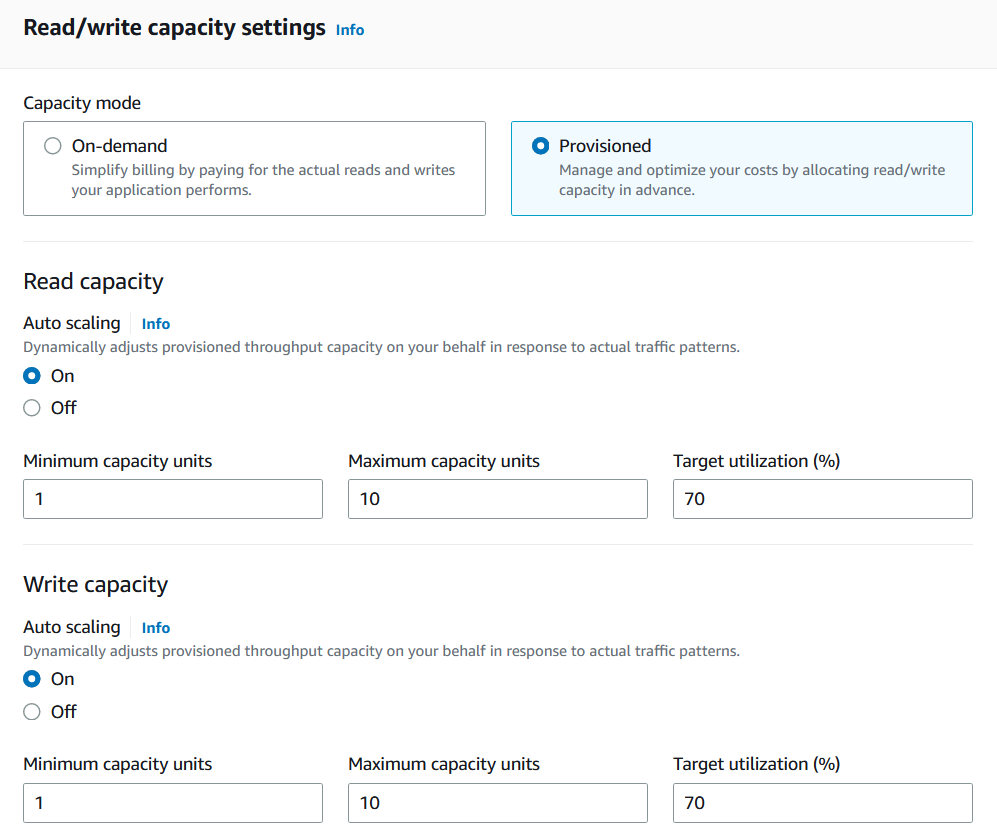 Read/write capacity settings Info
Capacity mode
On-demand
Simplify billing by paying for the actual reads and writes
your application performs.
Provisioned
Manage and optimize your costs by allocating read/write
capacity in advance.
Read capacity
Auto scaling Info
Dynamically adjusts provisioned throughput capacity on your behalf in response to actual traffic patterns.
On
Off
Minimum capacity units Maximum capacity units Target utilization (%)
1 10 70
Write capacity
Auto scaling Info
Dynamically adjusts provisioned throughput capacity on your behalf in response to actual traffic patterns.
On
Off
Minimum capacity units Maximum capacity units Target utilization (%)
1 10 70